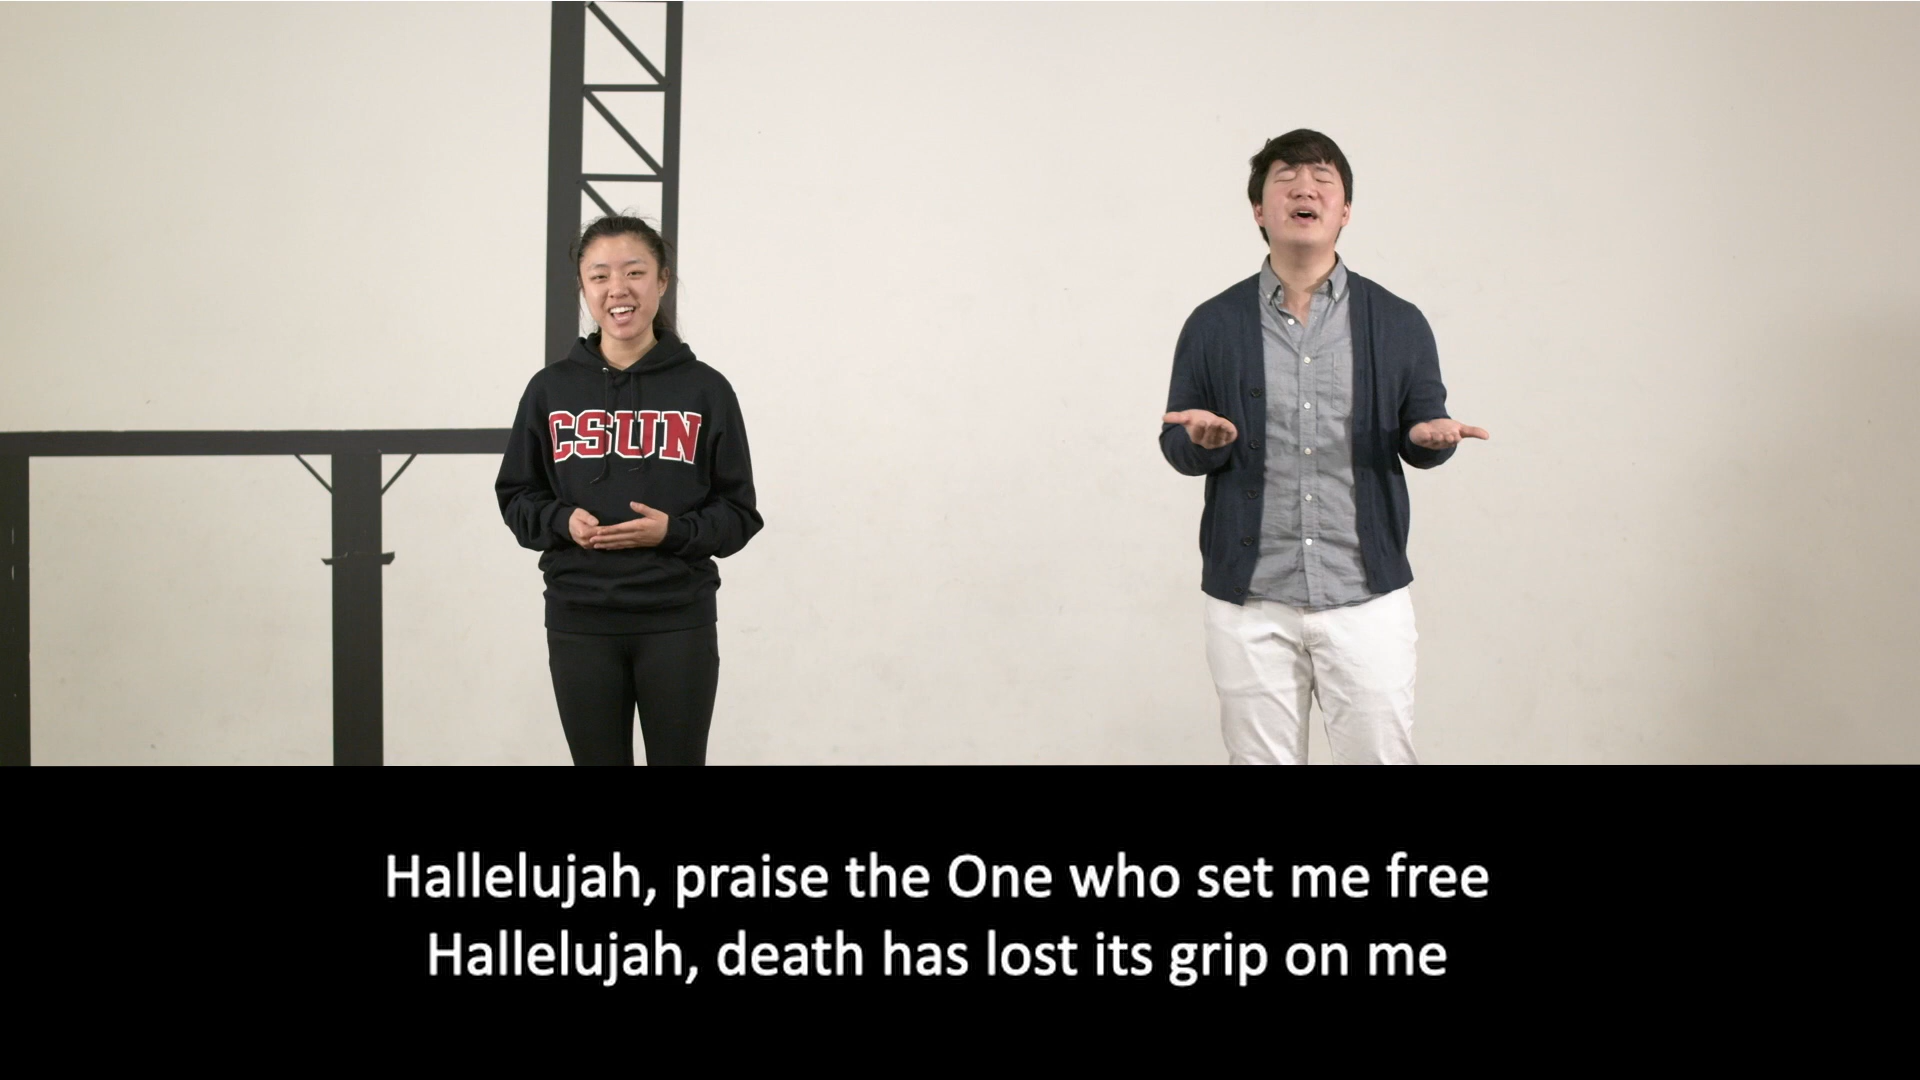 CSUN
Hallelujah, praise the One who set me free
Hallelujah, death has lost its grip on me